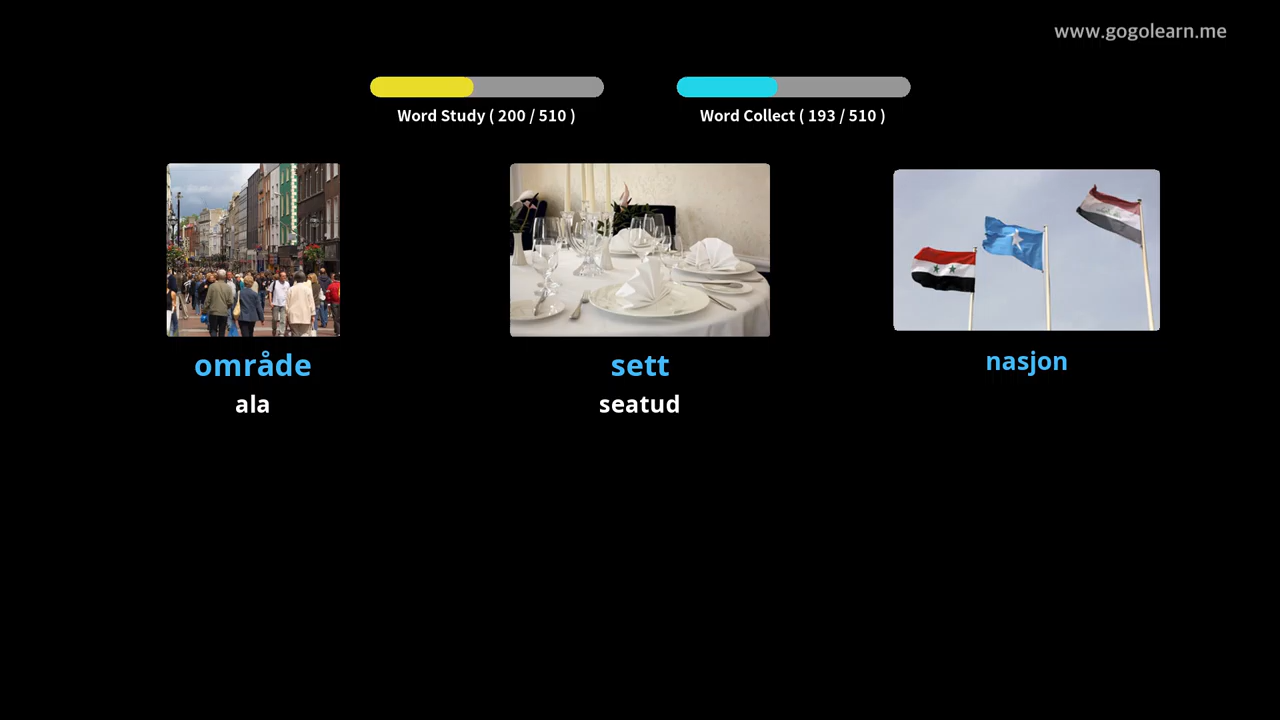 www.gogolearn.me
Word Study ( 200 / 510 )
Word Collect ( 193 / 510 )
område
ala
sett
seatud
nasjon